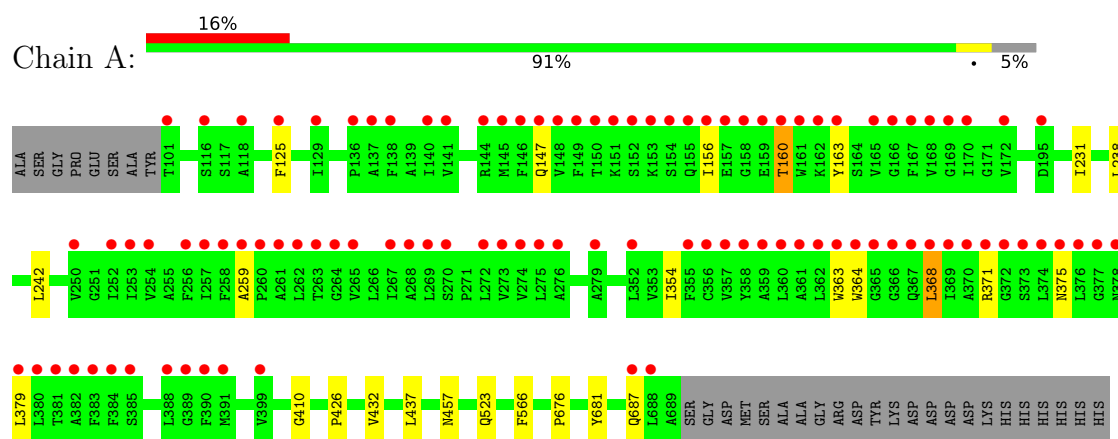 16%
Chain A:
91% • 5%
ALA SER GLY PRO GLU SER ALA TYR T101 S116 S117 A118 F125 I129 P136 A137 F138 A139 I140 V141 R144 M145 F146 Q147 V148 F149 T150 K151 S152 K153 S154 Q155 I156 E157 G158 E159 T160 W161 K162 Y163 S164 V165 G166 F167 V168 G169 I170 G171 V172 D195 I231 L238
L242 V250 G251 I252 I253 V254 A255 F256 I257 F258 A259 P260 A261 L262 T263 G264 V265 L266 I267 A268 L269 S270 P271 L272 V273 V274 L275 A276 A279 L352 V353 I354 F355 C356 V357 Y358 A359 L360 A361 L362 W363 W364 G365 G366 Q367 L368 I369 A370 R371 G372 S373 L374 N375 L376 G377 N378
L379 L380 T381 A382 F383 F384 S385 L388 G389 F390 M391 V399 G410 P426 V432 L437 N457 Q523 F566 P676 Y681 Q687 L688 A689 SER GLY ASP MET SER ALA ALA GLY ARG ASP TYR LYS ASP ASP ASP ASP LYS HIS HIS HIS HIS HIS HIS